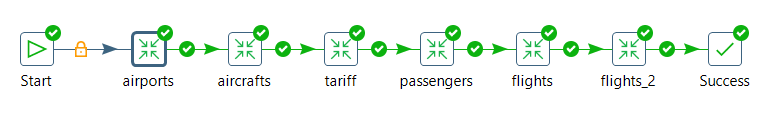 Start
airports
aircrafts
tariff
passengers
flights
flights_2
Success